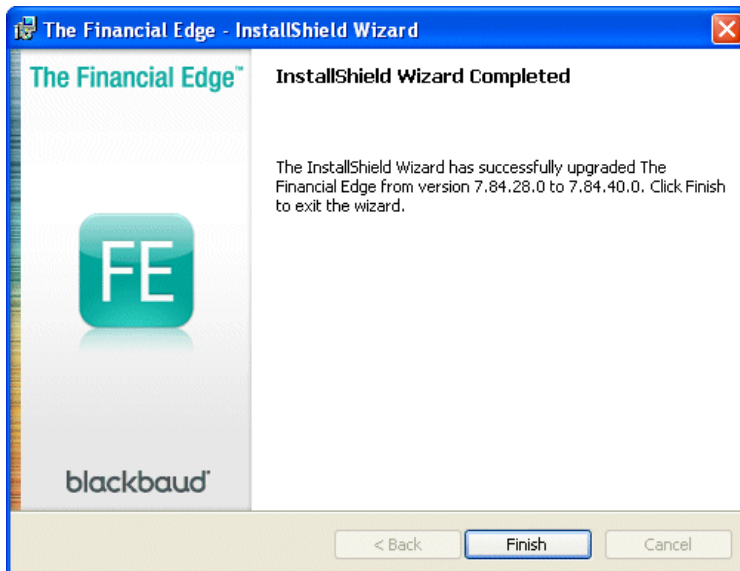 The Financial Edge - InstallShield Wizard
The Financial Edge™
InstallShield Wizard Completed
The InstallShield Wizard has successfully upgraded The
Financial Edge from version 7.84.28.0 to 7.84.40.0. Click Finish
to exit the wizard.
FE
blackbaud®
< Back
Finish
Cancel